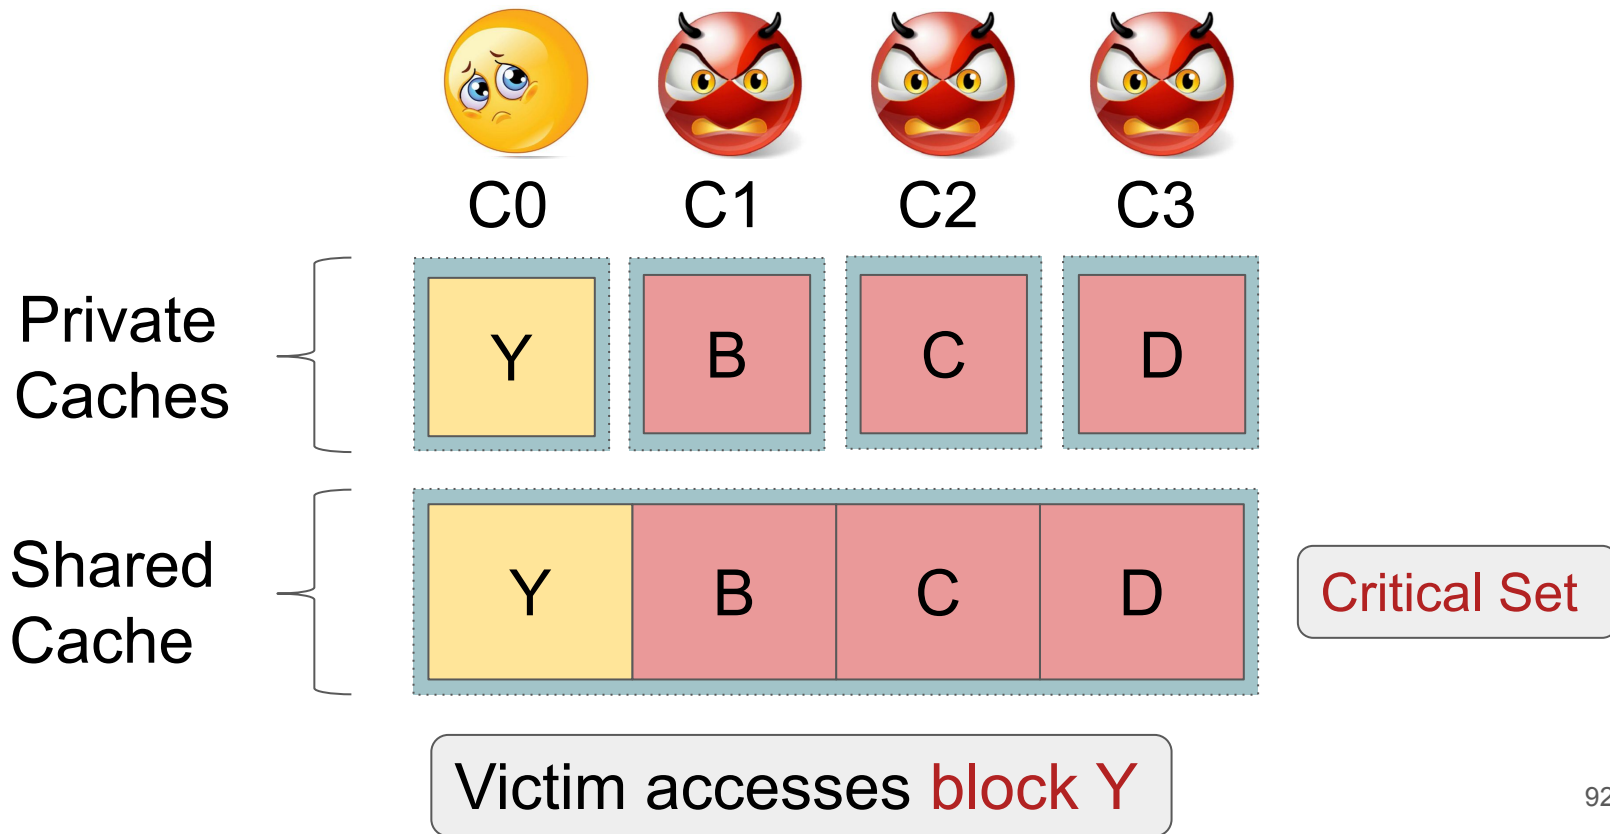 C0 C1 C2 C3
Private
Caches
Y B C D
Shared
Cache
Y B C D
Critical Set
Victim accesses block Y
92